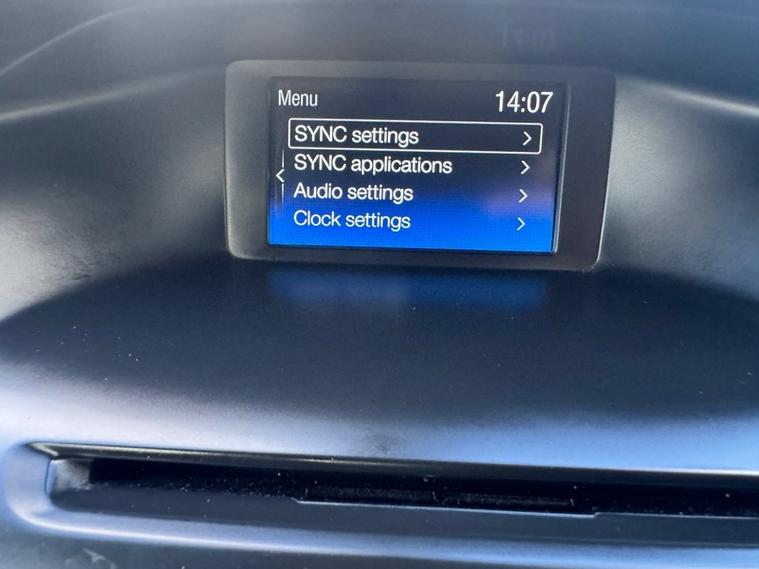 Menu 14:07
SYNC settings
SYNC applications
Audio settings
Clock settings